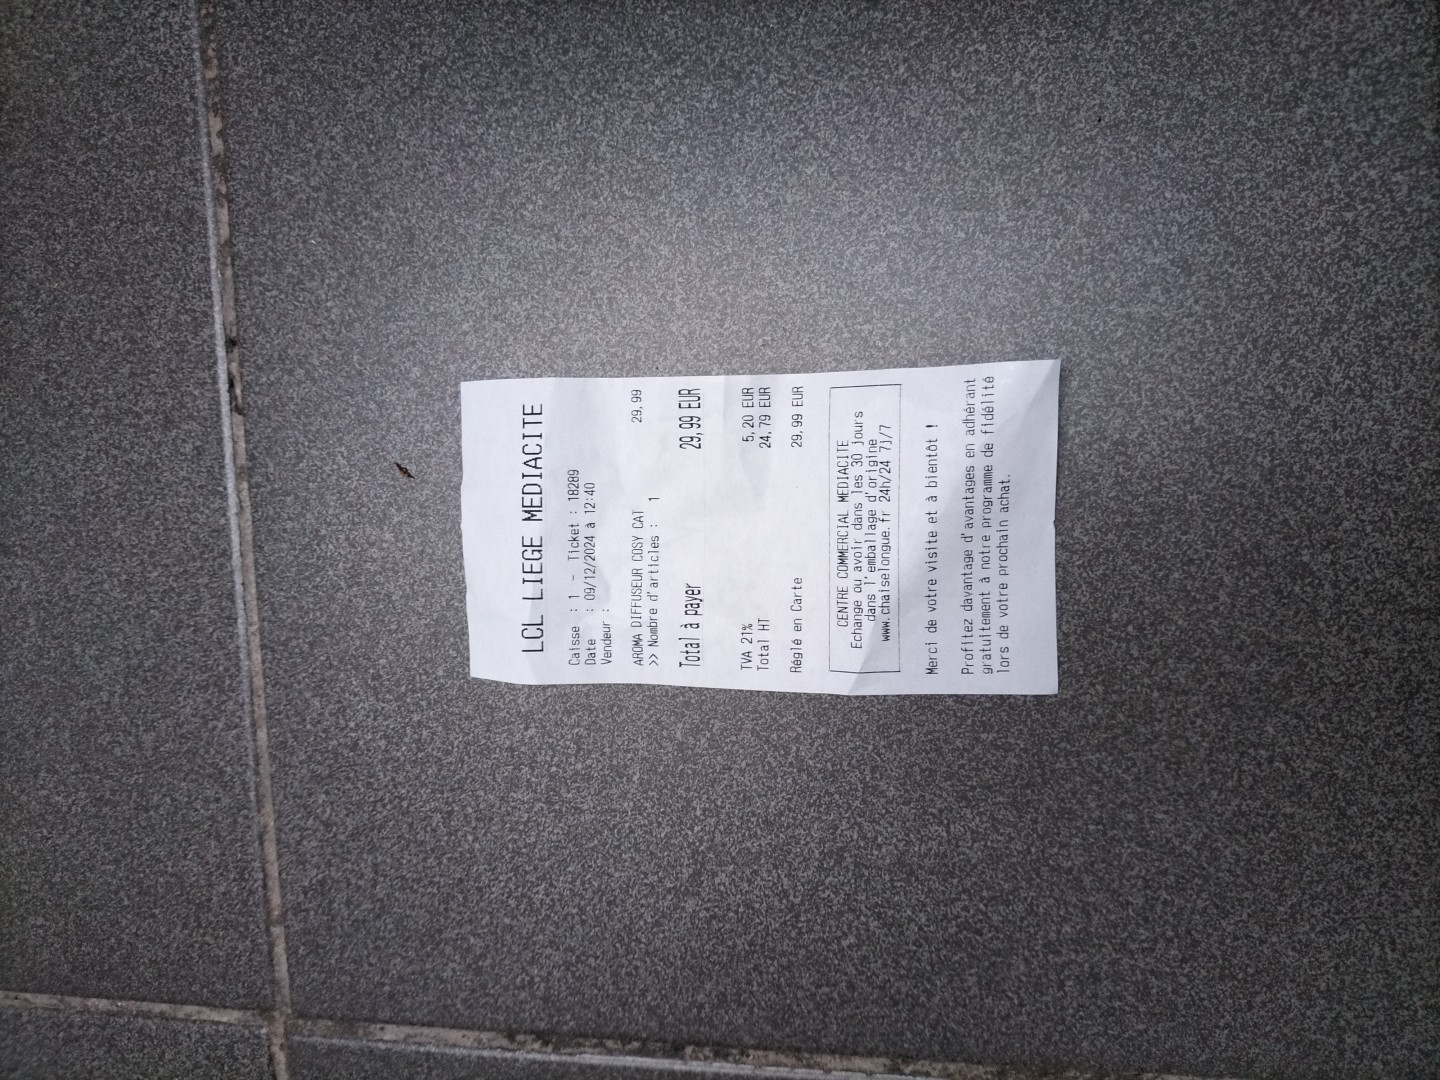 LCL LIEGE MEDIACITE
Caisse : 1 - Ticket : 18289
Date : 09/12/2024 à 12:40
Vendeur :
AROMA DIFFUSEUR COSY CAT 29,99
>> Nombre d'articles : 1
Total à payer 29,99 EUR
TVA 21% 5,20 EUR
Total HT 24,79 EUR
Réglé en Carte 29,99 EUR
CENTRE COMMERCIAL MEDIACITE
Echange ou avoir dans les 30 jours
dans l'emballage d'origine
www.chaiselongue.fr 24h/24 7j/7
Merci de votre visite et à bientôt !
Profitez davantage d'avantages en adhérant
gratuitement à notre programme de fidélité
lors de votre prochain achat.